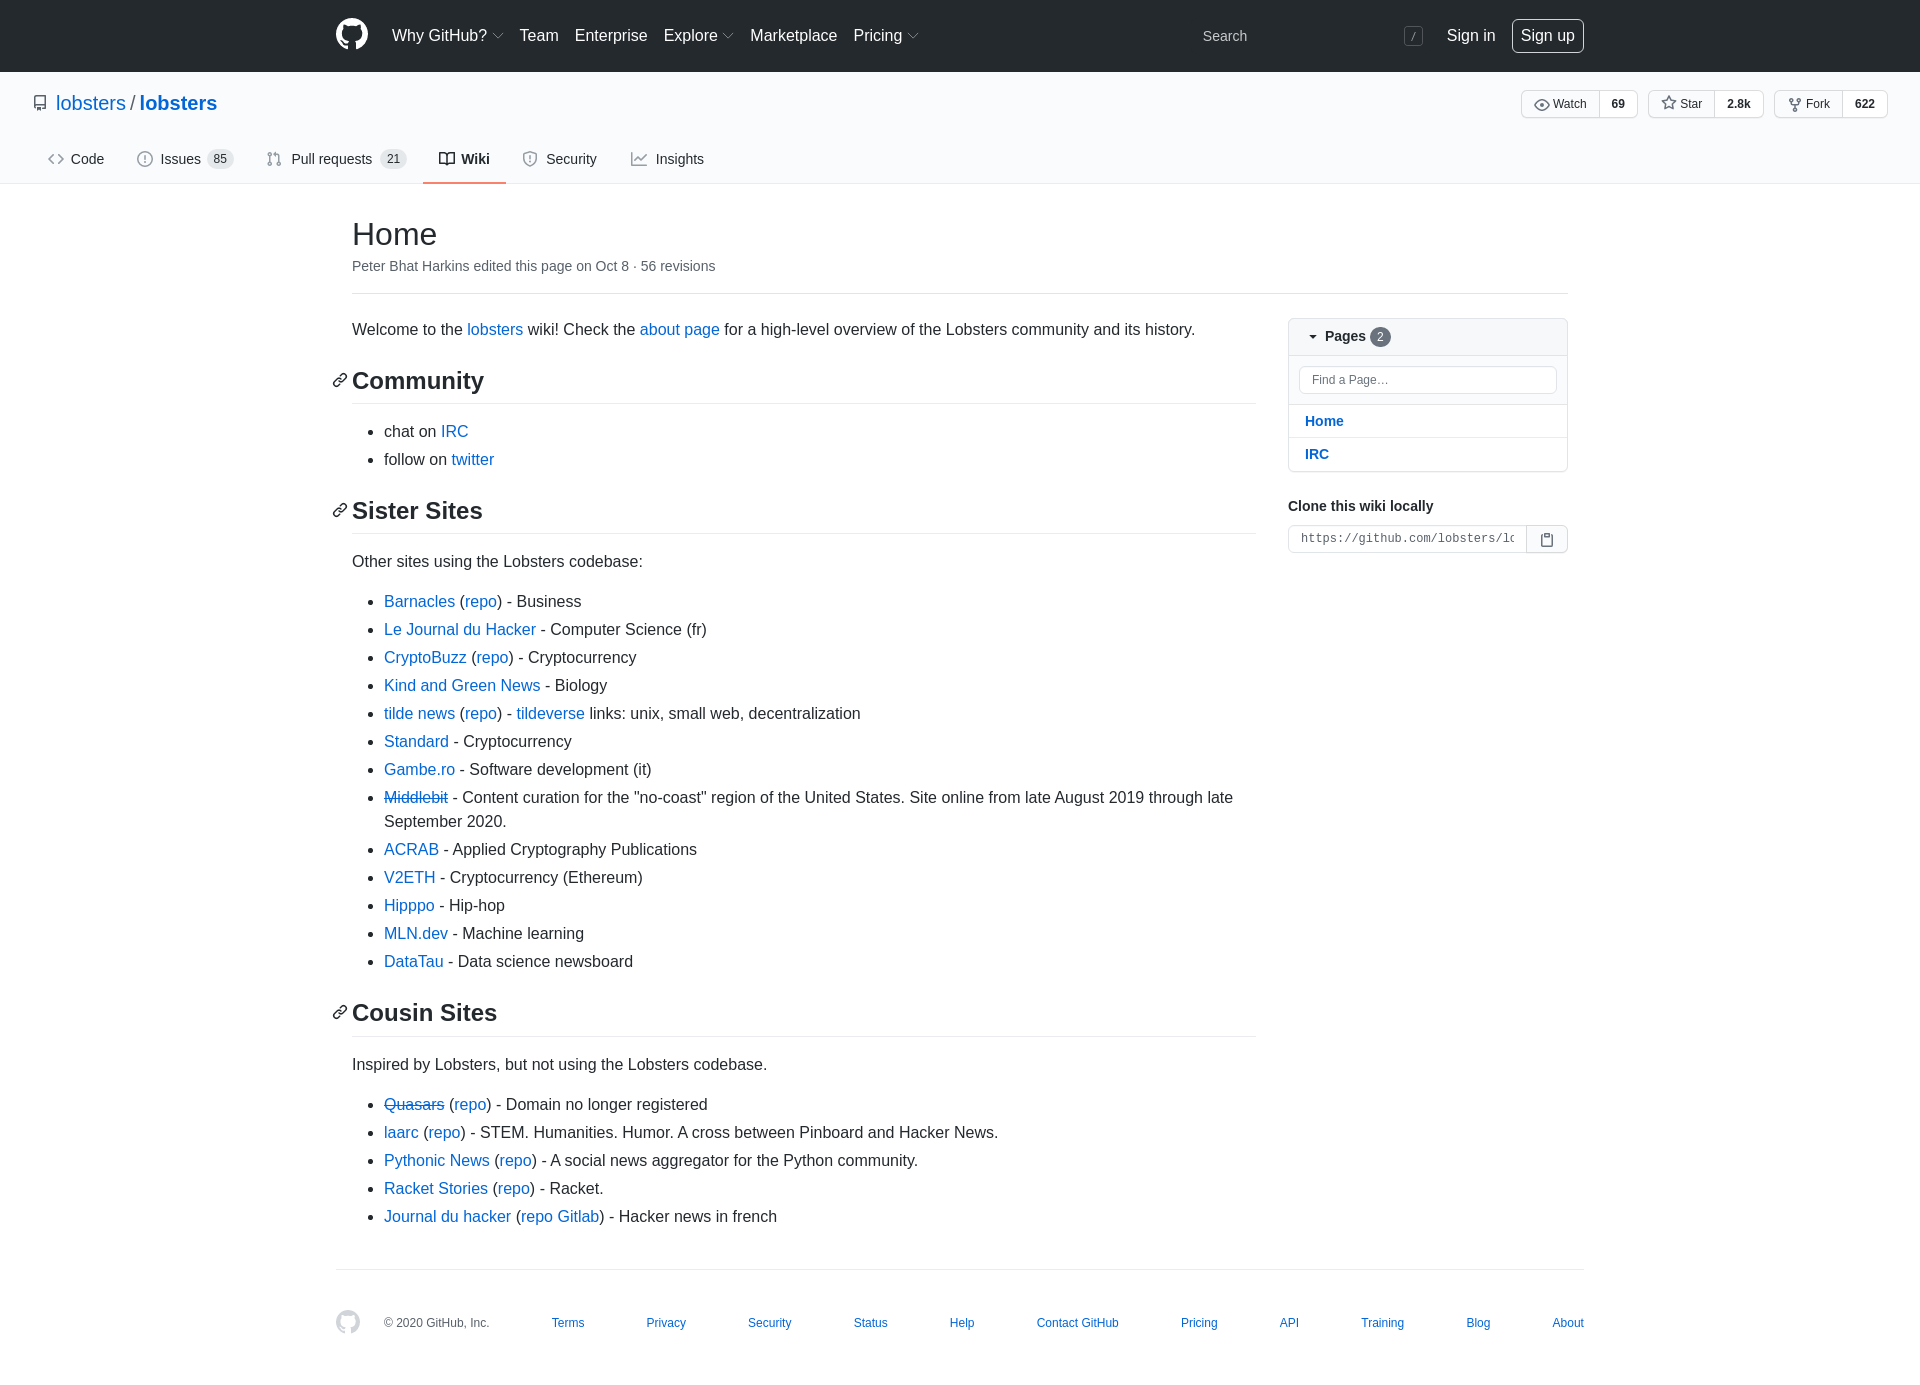 Why GitHub? Team Enterprise Explore Marketplace Pricing Search / Sign in Sign up
lobsters / lobsters Watch 69 Star 2.8k Fork 622
Code Issues 85 Pull requests 21 Wiki Security Insights
Home
Peter Bhat Harkins edited this page on Oct 8 · 56 revisions
Welcome to the lobsters wiki! Check the about page for a high-level overview of the Lobsters community and its history.
Community
• chat on IRC
• follow on twitter
Sister Sites
Other sites using the Lobsters codebase:
• Barnacles (repo) - Business
• Le Journal du Hacker - Computer Science (fr)
• CryptoBuzz (repo) - Cryptocurrency
• Kind and Green News - Biology
• tilde news (repo) - tildeverse links: unix, small web, decentralization
• Standard - Cryptocurrency
• Gambe.ro - Software development (it)
• Middlebit - Content curation for the "no-coast" region of the United States. Site online from late August 2019 through late
September 2020.
• ACRAB - Applied Cryptography Publications
• V2ETH - Cryptocurrency (Ethereum)
• Hipppo - Hip-hop
• MLN.dev - Machine learning
• DataTau - Data science newsboard
Cousin Sites
Inspired by Lobsters, but not using the Lobsters codebase.
• Quasars (repo) - Domain no longer registered
• laarc (repo) - STEM. Humanities. Humor. A cross between Pinboard and Hacker News.
• Pythonic News (repo) - A social news aggregator for the Python community.
• Racket Stories (repo) - Racket.
• Journal du hacker (repo Gitlab) - Hacker news in french
Pages 2
Find a Page…
Home
IRC
Clone this wiki locally
https://github.com/lobsters/lo
© 2020 GitHub, Inc. Terms Privacy Security Status Help Contact GitHub Pricing API Training Blog About